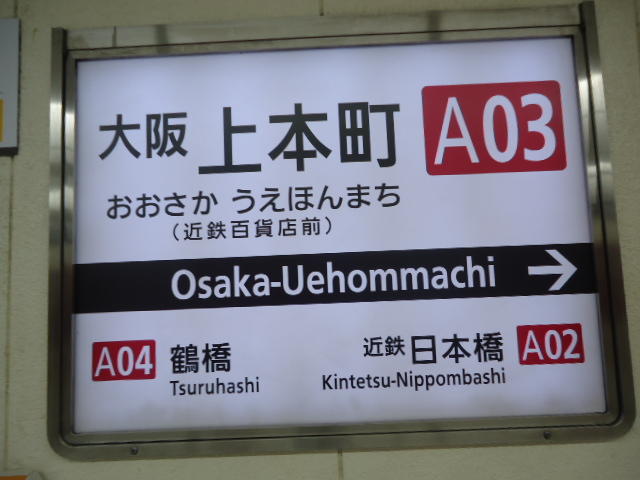 大阪 上本町 A03
おおさか うえほんまち
(近鉄百貨店前)
Osaka-Uehommachi →
A04 鶴橋 近鉄 日本橋 A02
Tsuruhashi Kintetsu-Nippombashi